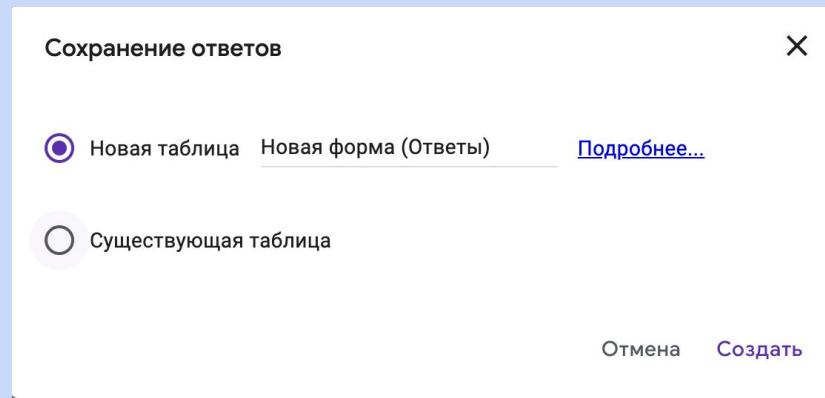 Сохранение ответов
Новая таблица Новая форма (Ответы) Подробнее...
Существующая таблица
Отмена Создать